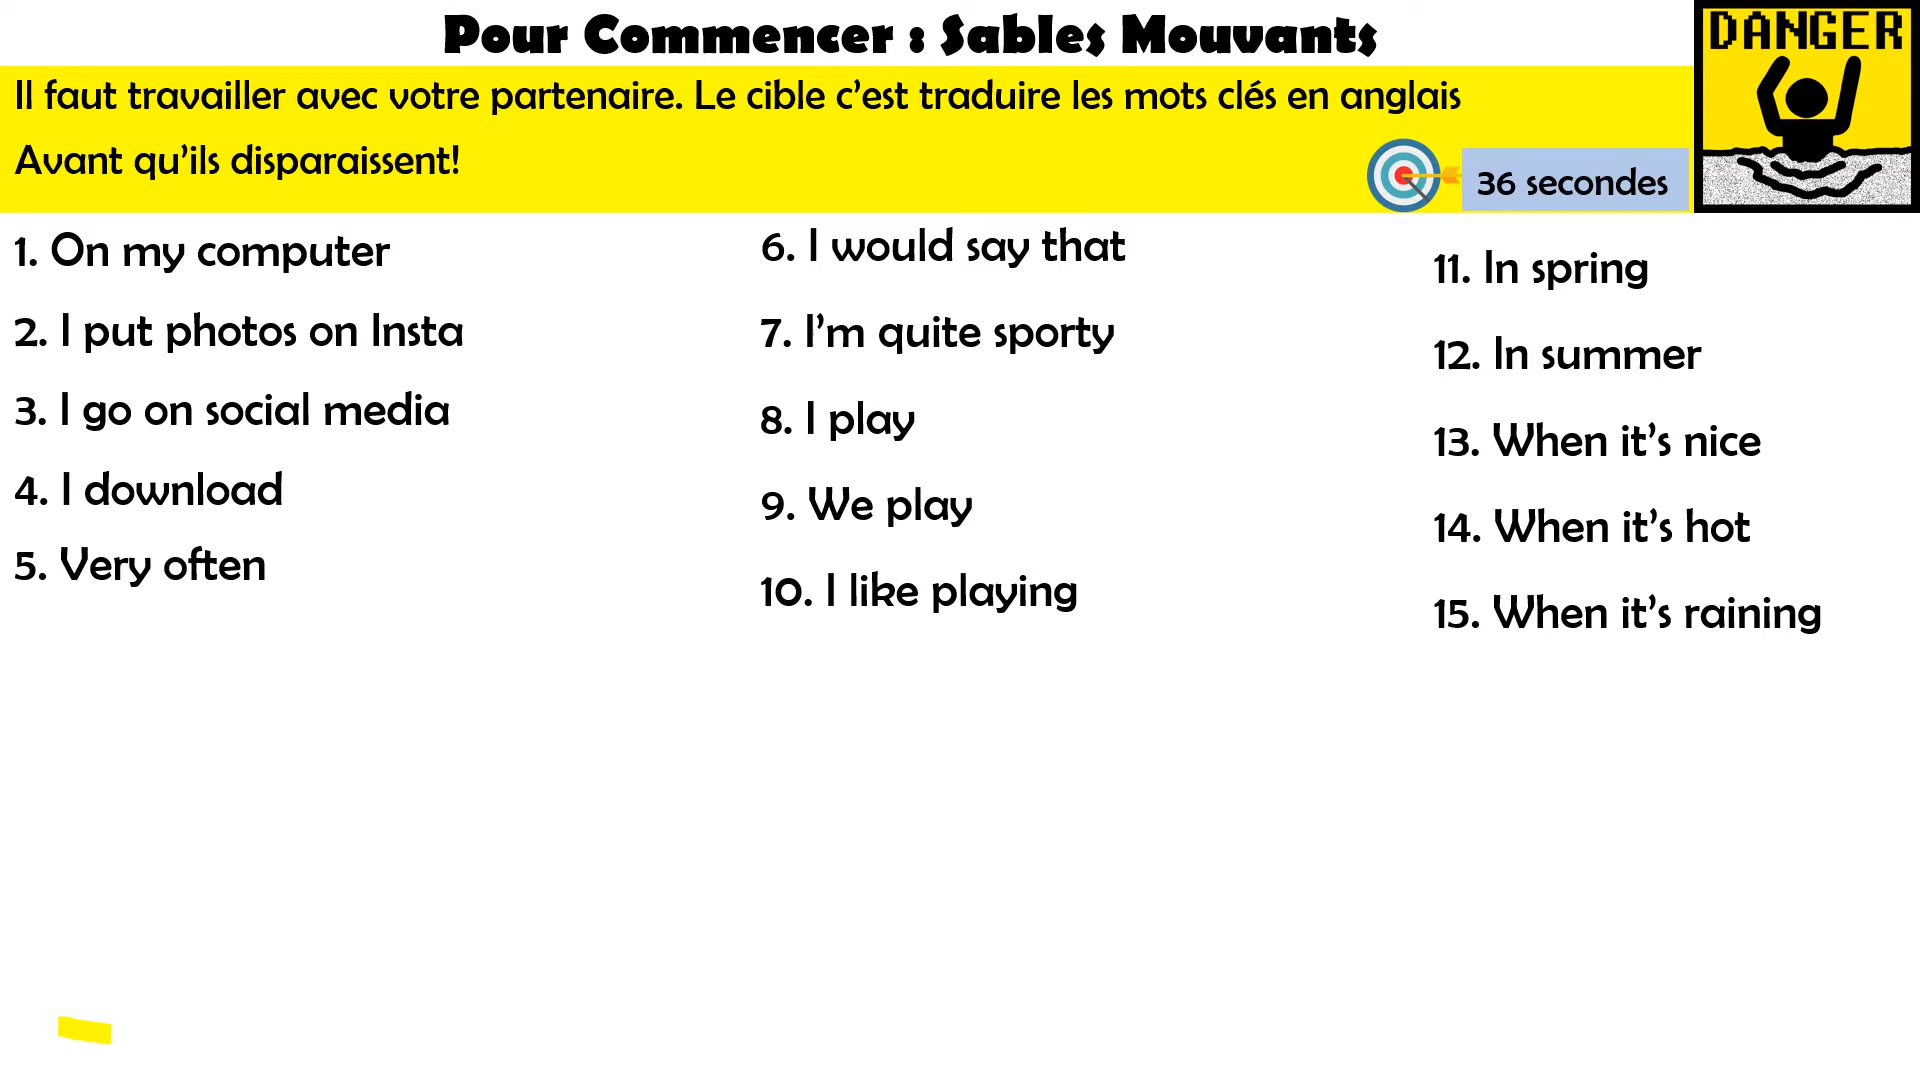 Pour Commencer : Sables Mouvants
DANGER
Il faut travailler avec votre partenaire. Le cible c’est traduire les mots clés en anglais
Avant qu’ils disparaissent!
36 secondes
1. On my computer
2. I put photos on Insta
3. I go on social media
4. I download
5. Very often
6. I would say that
7. I’m quite sporty
8. I play
9. We play
10. I like playing
11. In spring
12. In summer
13. When it’s nice
14. When it’s hot
15. When it’s raining